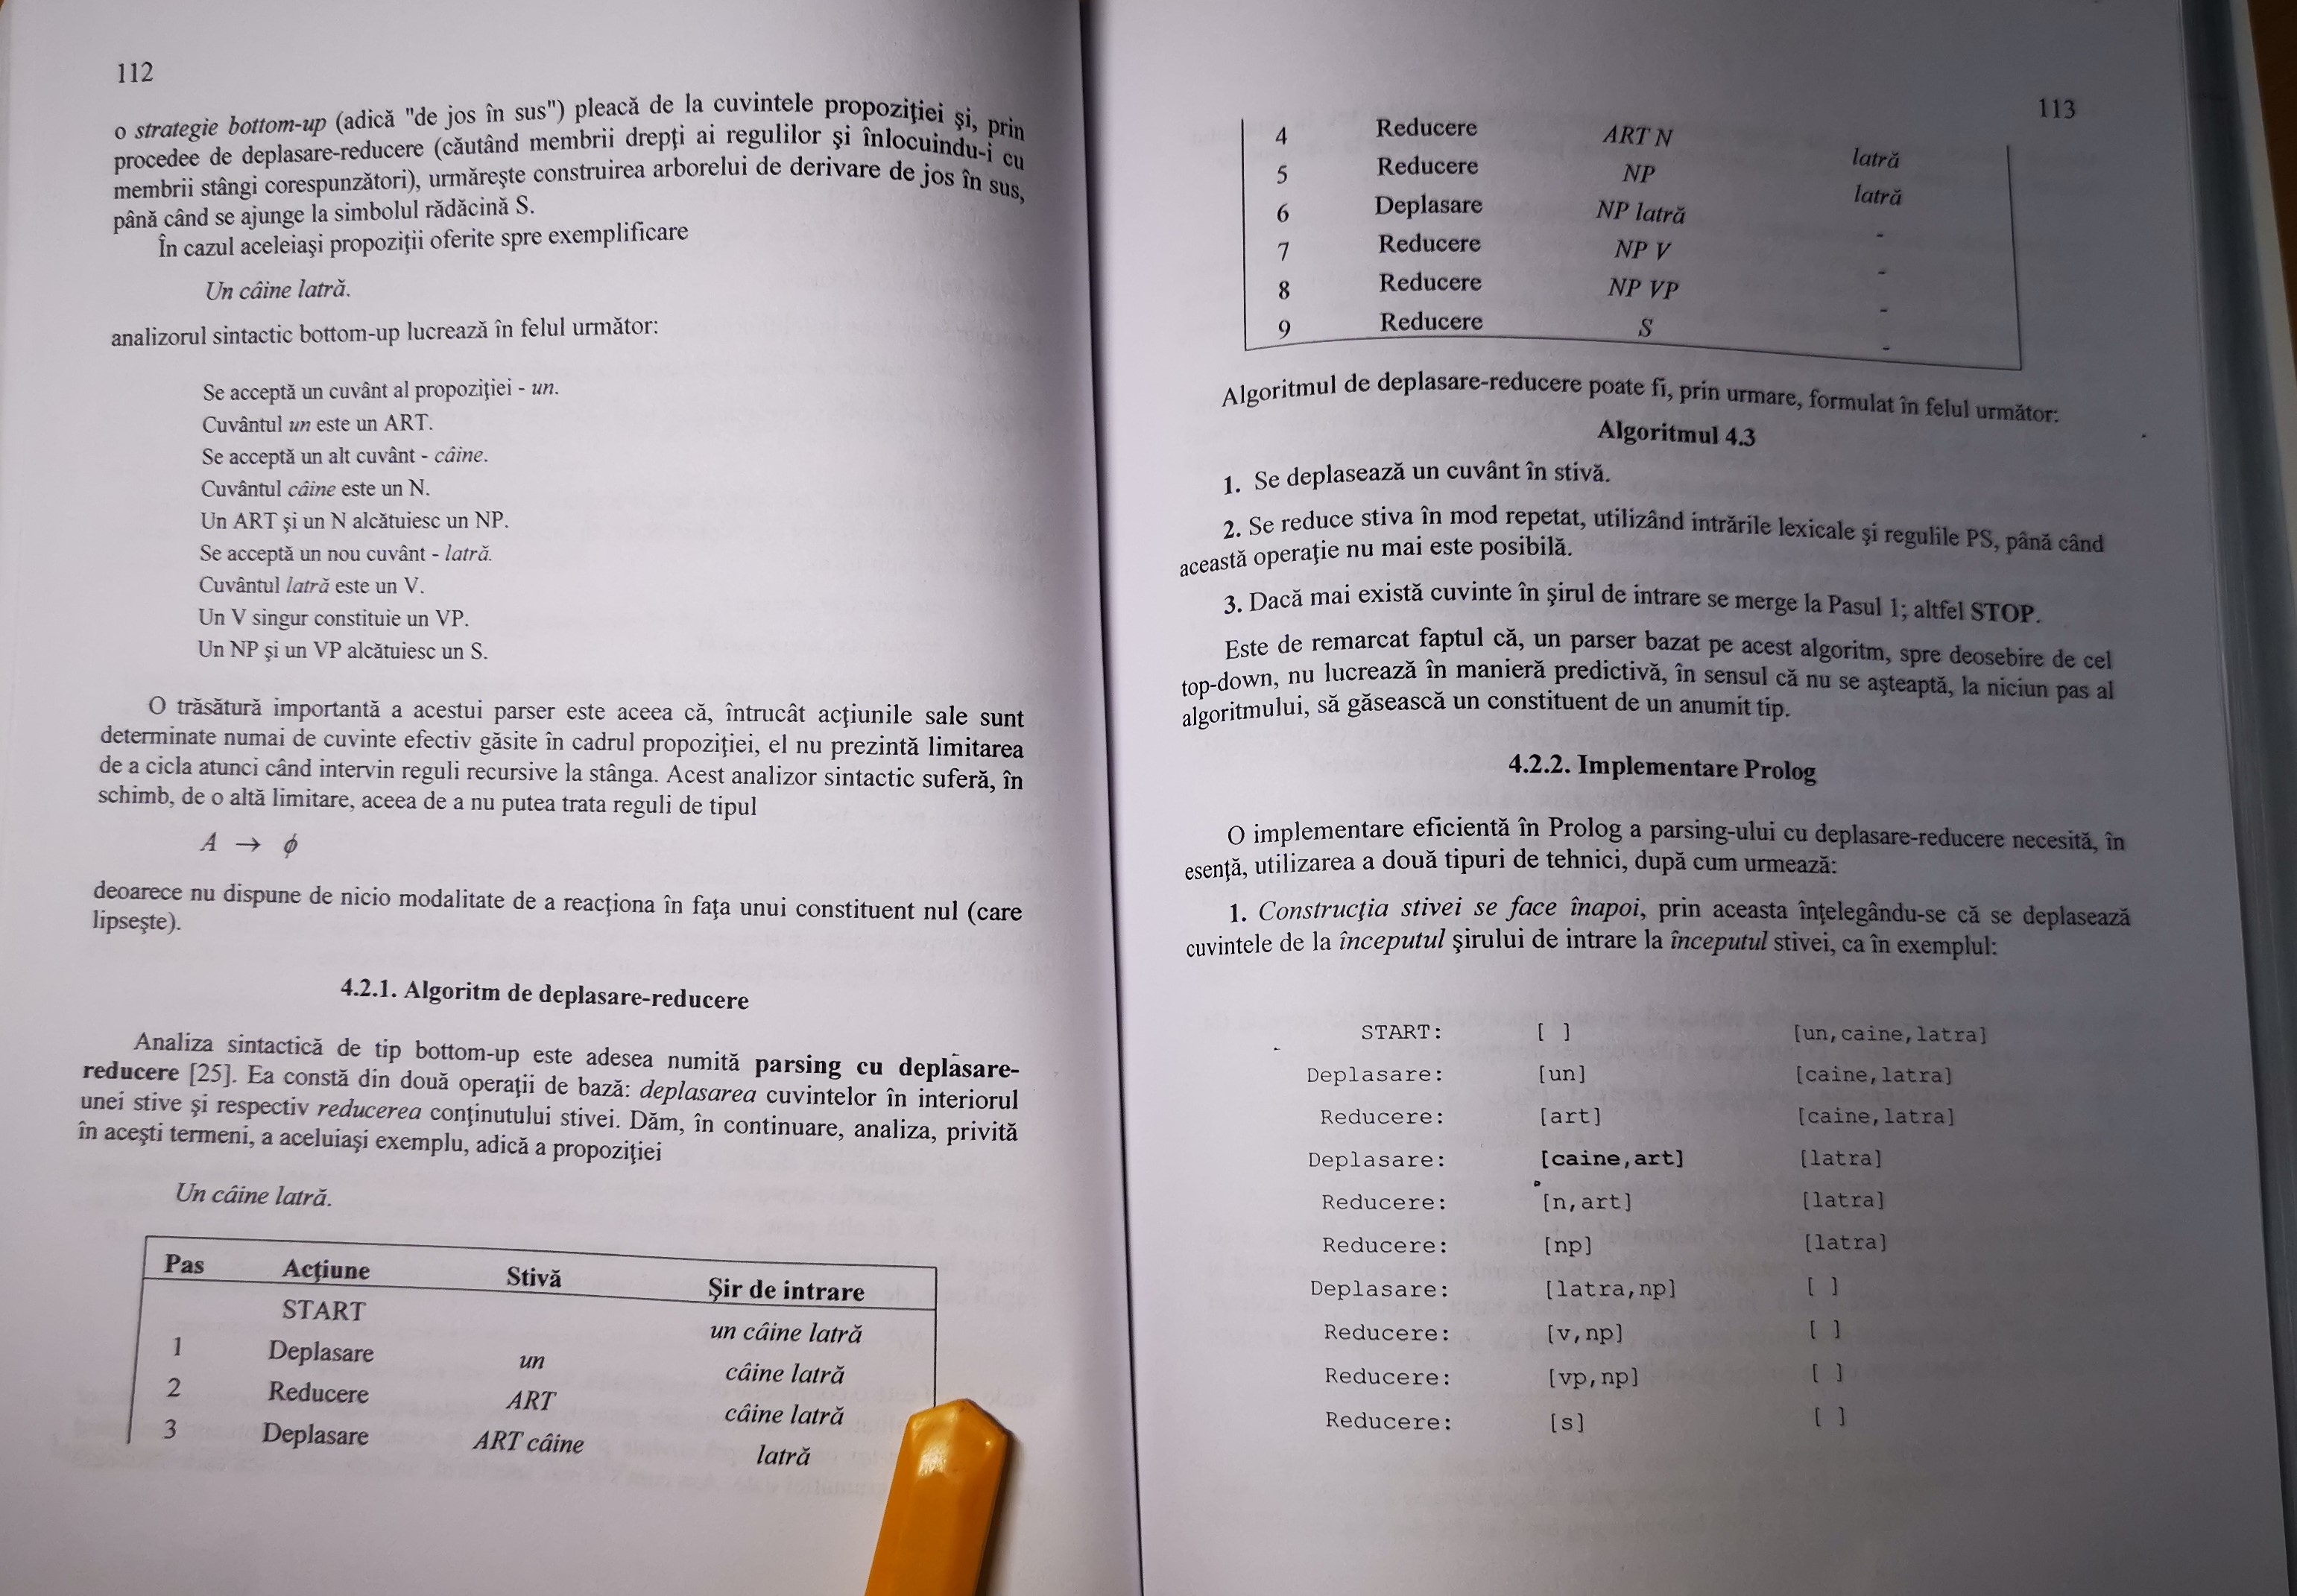 112
o strategie bottom-up (adică "de jos în sus") pleacă de la cuvintele propoziţiei şi, prin
procedee de deplasare-reducere (căutând membrii drepţi ai regulilor şi înlocuindu-i cu
membrii stângi corespunzători), urmăreşte construirea arborelui de derivare de jos în sus,
până când se ajunge la simbolul rădăcină S.
În cazul aceleiaşi propoziţii oferite spre exemplificare
Un câine latră.
analizorul sintactic bottom-up lucrează în felul următor:
Se acceptă un cuvânt al propoziţiei - un.
Cuvântul un este un ART.
Se acceptă un alt cuvânt - câine.
Cuvântul câine este un N.
Un ART şi un N alcătuiesc un NP.
Se acceptă un nou cuvânt - latră.
Cuvântul latră este un V.
Un V singur constituie un VP.
Un NP şi un VP alcătuiesc un S.
O trăsătură importantă a acestui parser este aceea că, întrucât acţiunile sale sunt
determinate numai de cuvinte efectiv găsite în cadrul propoziţiei, el nu prezintă limitarea
de a cicla atunci când intervin reguli recursive la stânga. Acest analizor sintactic suferă, în
schimb, de o altă limitare, aceea de a nu putea trata reguli de tipul
A → ϕ
deoarece nu dispune de nicio modalitate de a reacţiona în faţa unui constituent nul (care
lipseşte).
4.2.1. Algoritm de deplasare-reducere
Analiza sintactică de tip bottom-up este adesea numită parsing cu deplasare-
reducere [25]. Ea constă din două operaţii de bază: deplasarea cuvintelor în interiorul
unei stive şi respectiv reducerea conţinutului stivei. Dăm, în continuare, analiza, privită
în aceşti termeni, a aceluiaşi exemplu, adică a propoziţiei
Un câine latră.
Pas Acţiune Stivă Şir de intrare
START un câine latră
1 Deplasare un câine latră
2 Reducere ART câine latră
3 Deplasare ART câine latră
113
4 Reducere ART N latră
5 Reducere NP latră
6 Deplasare NP latră -
7 Reducere NP V -
8 Reducere NP VP -
9 Reducere S -
Algoritmul de deplasare-reducere poate fi, prin urmare, formulat în felul următor:
Algoritmul 4.3
1. Se deplasează un cuvânt în stivă.
2. Se reduce stiva în mod repetat, utilizând intrările lexicale şi regulile PS, până când
această operaţie nu mai este posibilă.
3. Dacă mai există cuvinte în şirul de intrare se merge la Pasul 1; altfel STOP.
Este de remarcat faptul că, un parser bazat pe acest algoritm, spre deosebire de cel
top-down, nu lucrează în manieră predictivă, în sensul că nu se aşteaptă, la niciun pas al
algoritmului, să găsească un constituent de un anumit tip.
4.2.2. Implementare Prolog
O implementare eficientă în Prolog a parsing-ului cu deplasare-reducere necesită, în
esenţă, utilizarea a două tipuri de tehnici, după cum urmează:
1. Construcţia stivei se face înapoi, prin aceasta înţelegându-se că se deplasează
cuvintele de la începutul şirului de intrare la începutul stivei, ca în exemplul:
START: [ ] [un,caine,latra]
Deplasare: [un] [caine,latra]
Reducere: [art] [caine,latra]
Deplasare: [caine,art] [latra]
Reducere: [n,art] [latra]
Reducere: [np] [latra]
Deplasare: [latra,np] [ ]
Reducere: [v,np] [ ]
Reducere: [vp,np] [ ]
Reducere: [s] [ ]